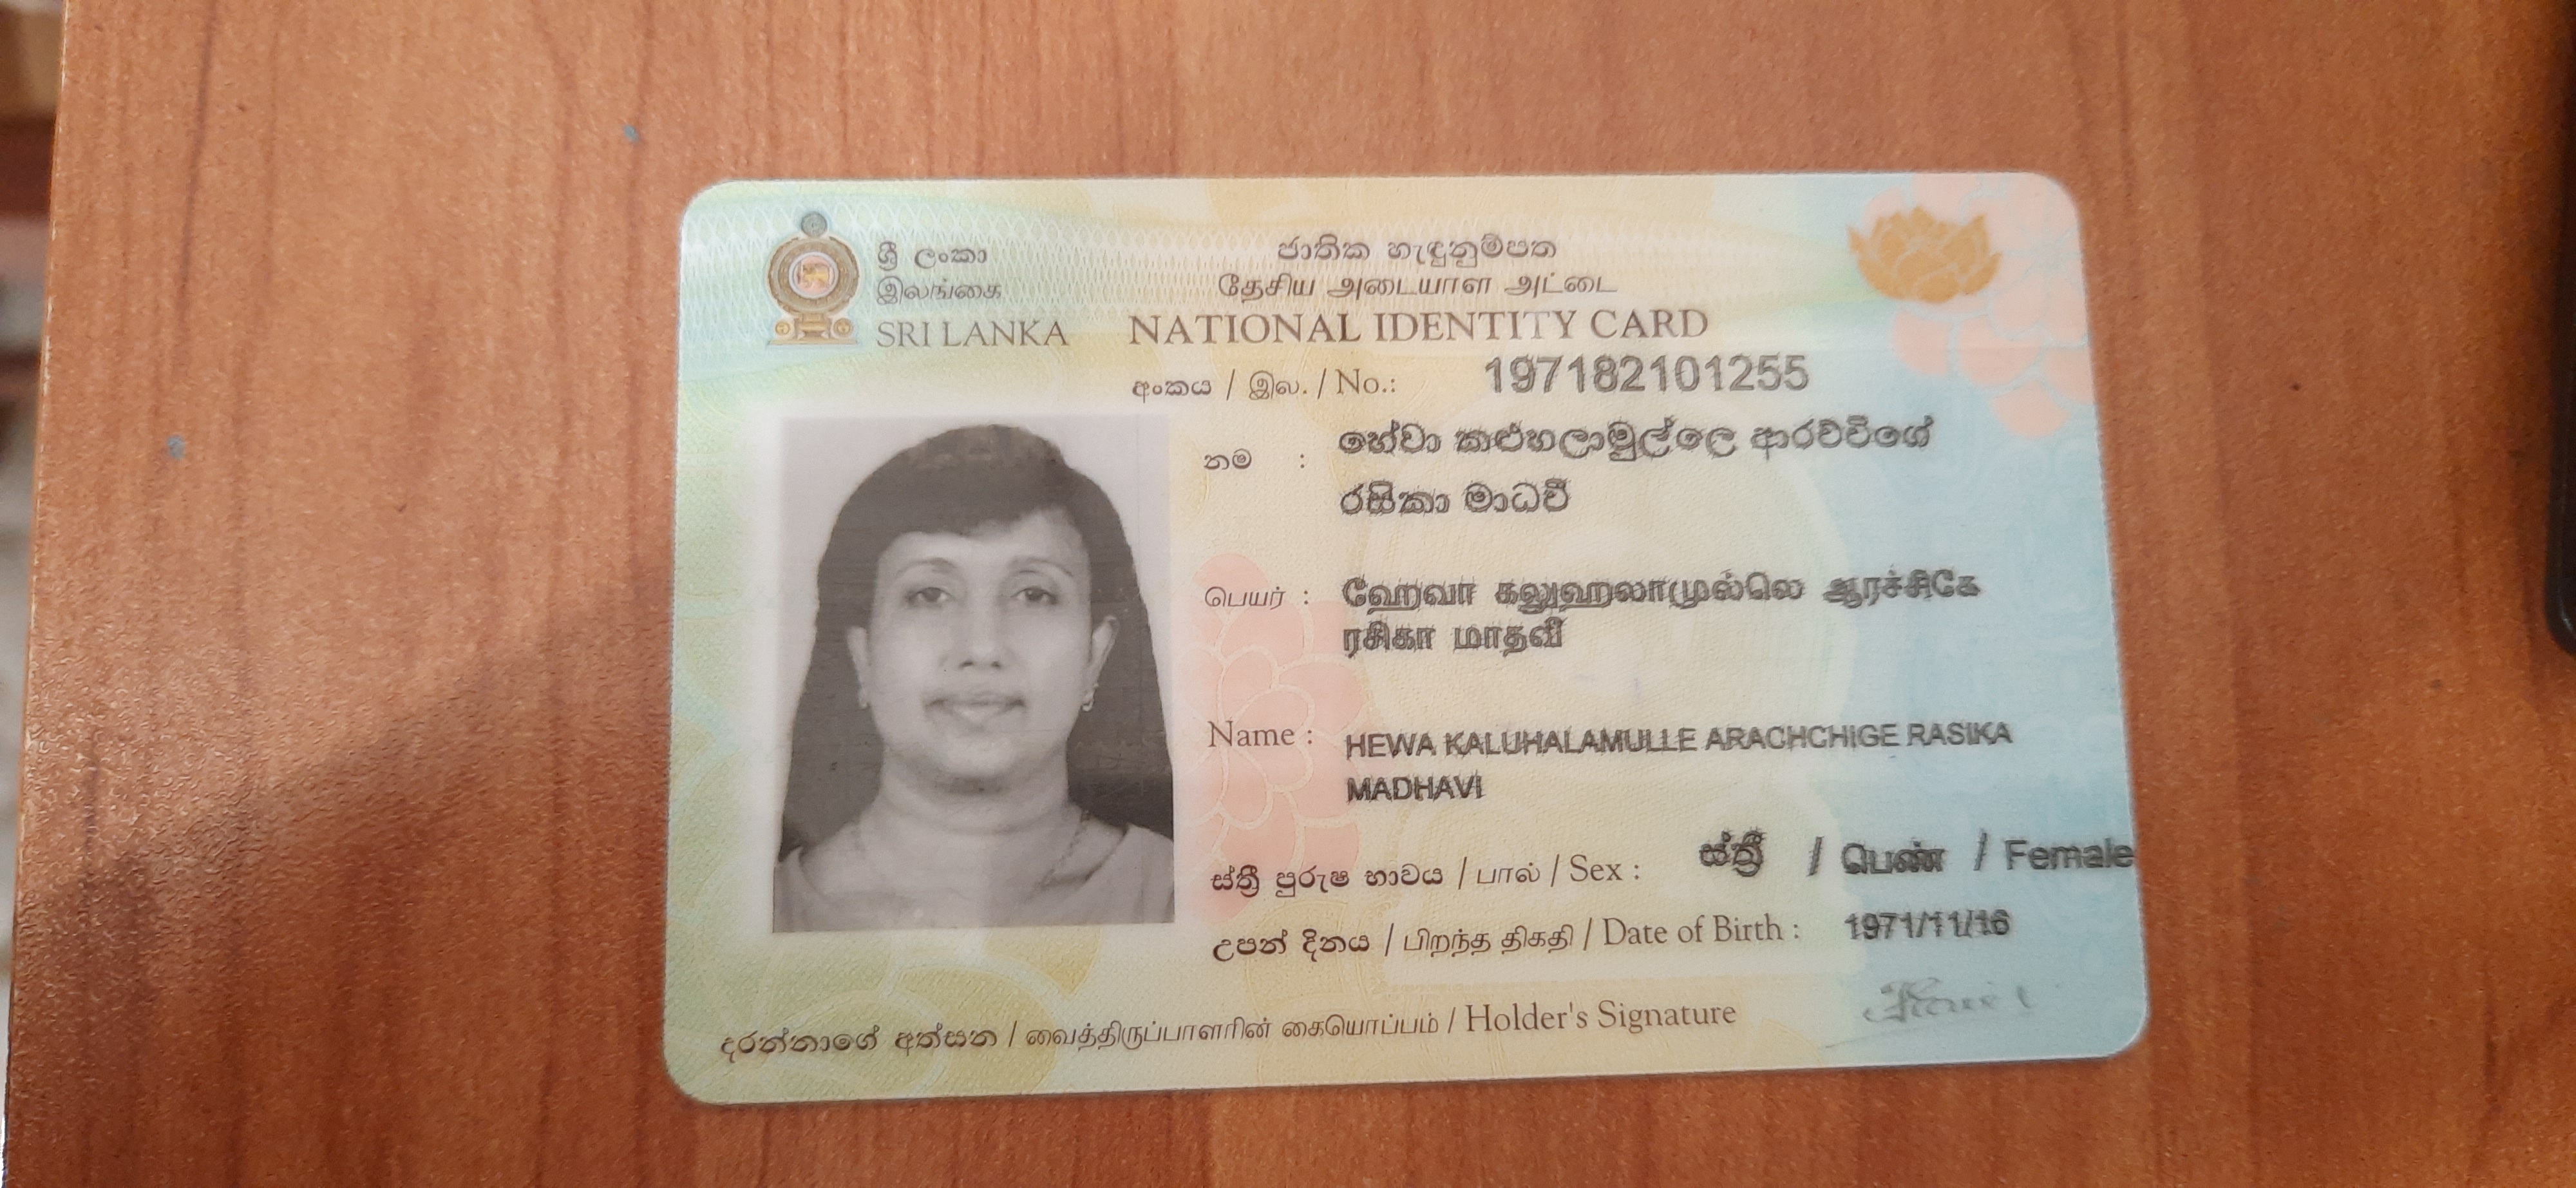 ශ්‍රී ලංකා ජාතික හැඳුනුම්පත
இலங்கை தேசிய அடையாள அட்டை
SRI LANKA NATIONAL IDENTITY CARD
අංකය / இல. / No.: 197182101255
නම : හේවා කළුහලාමුල්ලෙ ආරච්චිගේ
රසිකා මාධවී
பெயர் : ஹேவா கலுஹலாமுல்லெ ஆரச்சிகே
ரசிகா மாதவி
Name : HEWA KALUHALAMULLE ARACHCHIGE RASIKA
MADHAVI
ස්ත්‍රී පුරුෂ භාවය / பால் / Sex : ස්ත්‍රී / பெண் / Female
උපන් දිනය / பிறந்த திகதி / Date of Birth : 1971/11/16
දරන්නාගේ අත්සන / வைத்திருப்பாளரின் கையொப்பம் / Holder's Signature